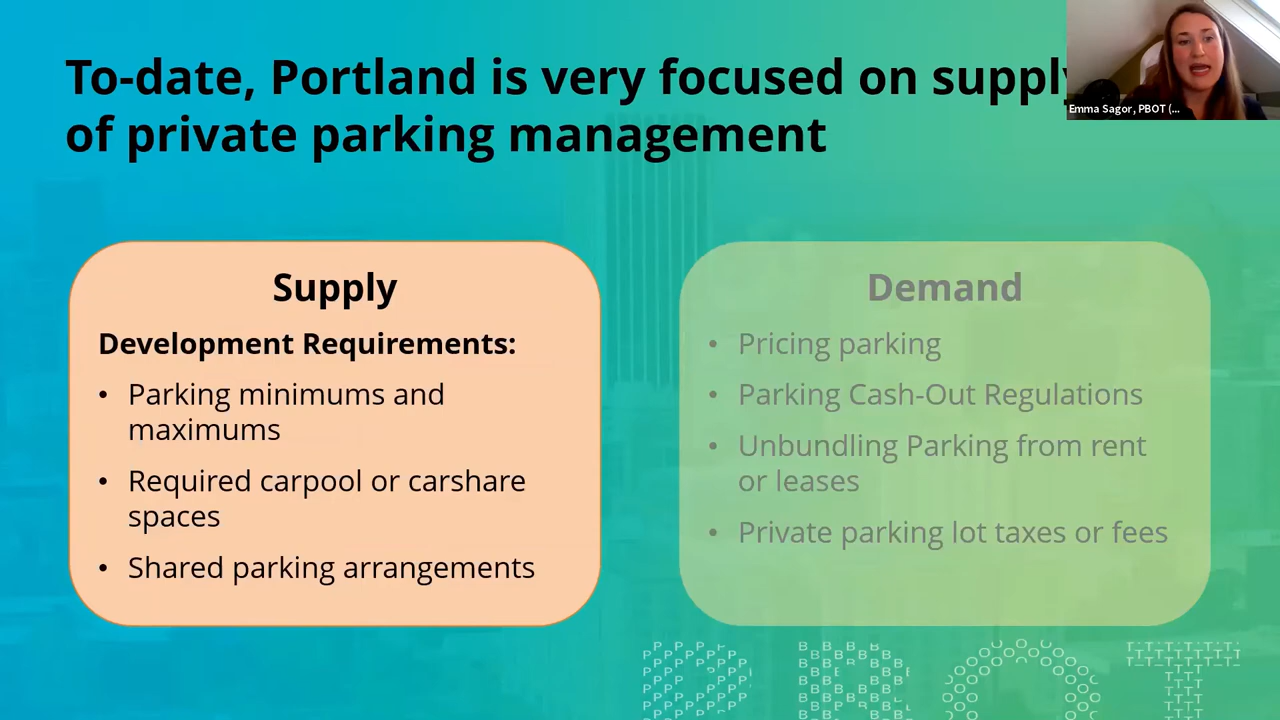 To-date, Portland is very focused on supply
of private parking management
Emma Sagor, PBOT (...
Supply
Development Requirements:
• Parking minimums and
maximums
• Required carpool or carshare
spaces
• Shared parking arrangements
Demand
• Pricing parking
• Parking Cash-Out Regulations
• Unbundling Parking from rent
or leases
• Private parking lot taxes or fees
PBOT